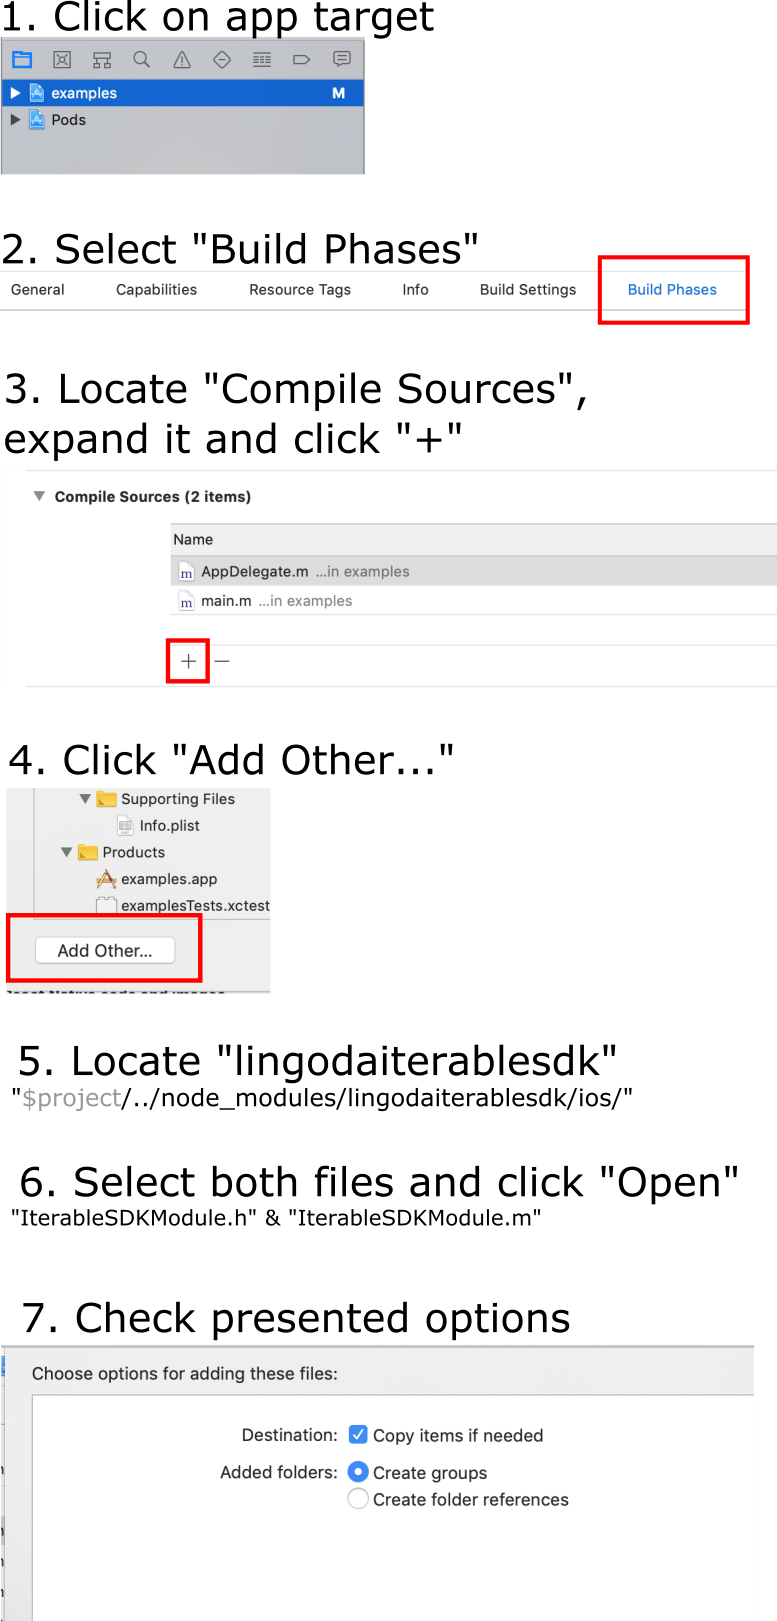 1. Click on app target
examples M
Pods
2. Select "Build Phases"
General Capabilities Resource Tags Info Build Settings Build Phases
3. Locate "Compile Sources",
expand it and click "+"
Compile Sources (2 items)
Name
m AppDelegate.m ...in examples
m main.m ...in examples
+ −
4. Click "Add Other..."
Supporting Files
Info.plist
Products
examples.app
examplesTests.xctest
Add Other...
5. Locate "lingodaiterablesdk"
"$project/../node_modules/lingodaiterablesdk/ios/"
6. Select both files and click "Open"
"IterableSDKModule.h" & "IterableSDKModule.m"
7. Check presented options
Choose options for adding these files:
Destination: Copy items if needed
Added folders: Create groups
Create folder references